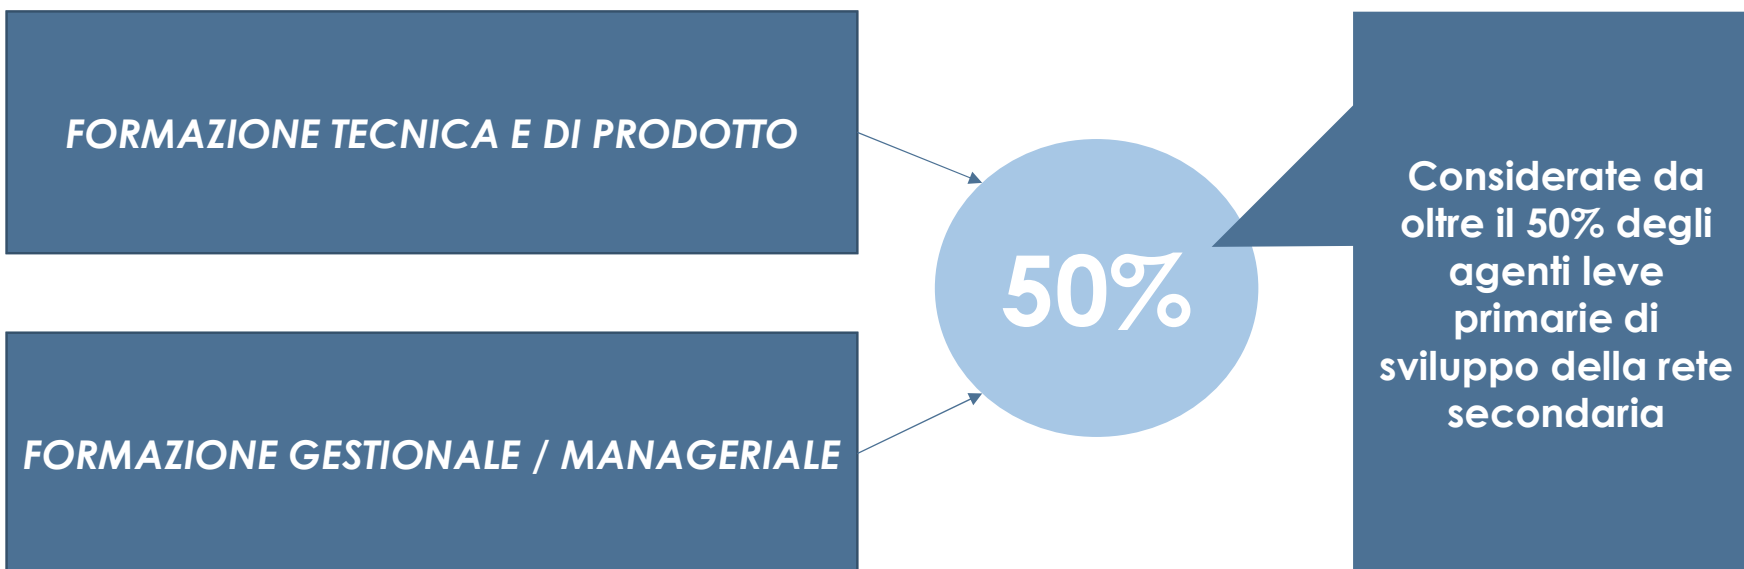 FORMAZIONE TECNICA E DI PRODOTTO
FORMAZIONE GESTIONALE / MANAGERIALE
50%
Considerate da
oltre il 50% degli
agenti leve
primarie di
sviluppo della rete
secondaria